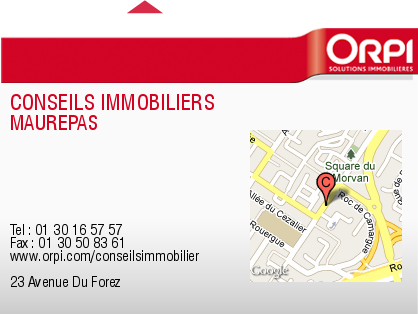 ORPI
SOLUTIONS IMMOBILIÈRES
CONSEILS IMMOBILIERS
MAUREPAS
Square du
Morvan
C
Allée du Cezalier
Roc de Camargue
Rouergue
Google
Tel : 01 30 16 57 57
Fax : 01 30 50 83 61
www.orpi.com/conseilsimmobilier
23 Avenue Du Forez